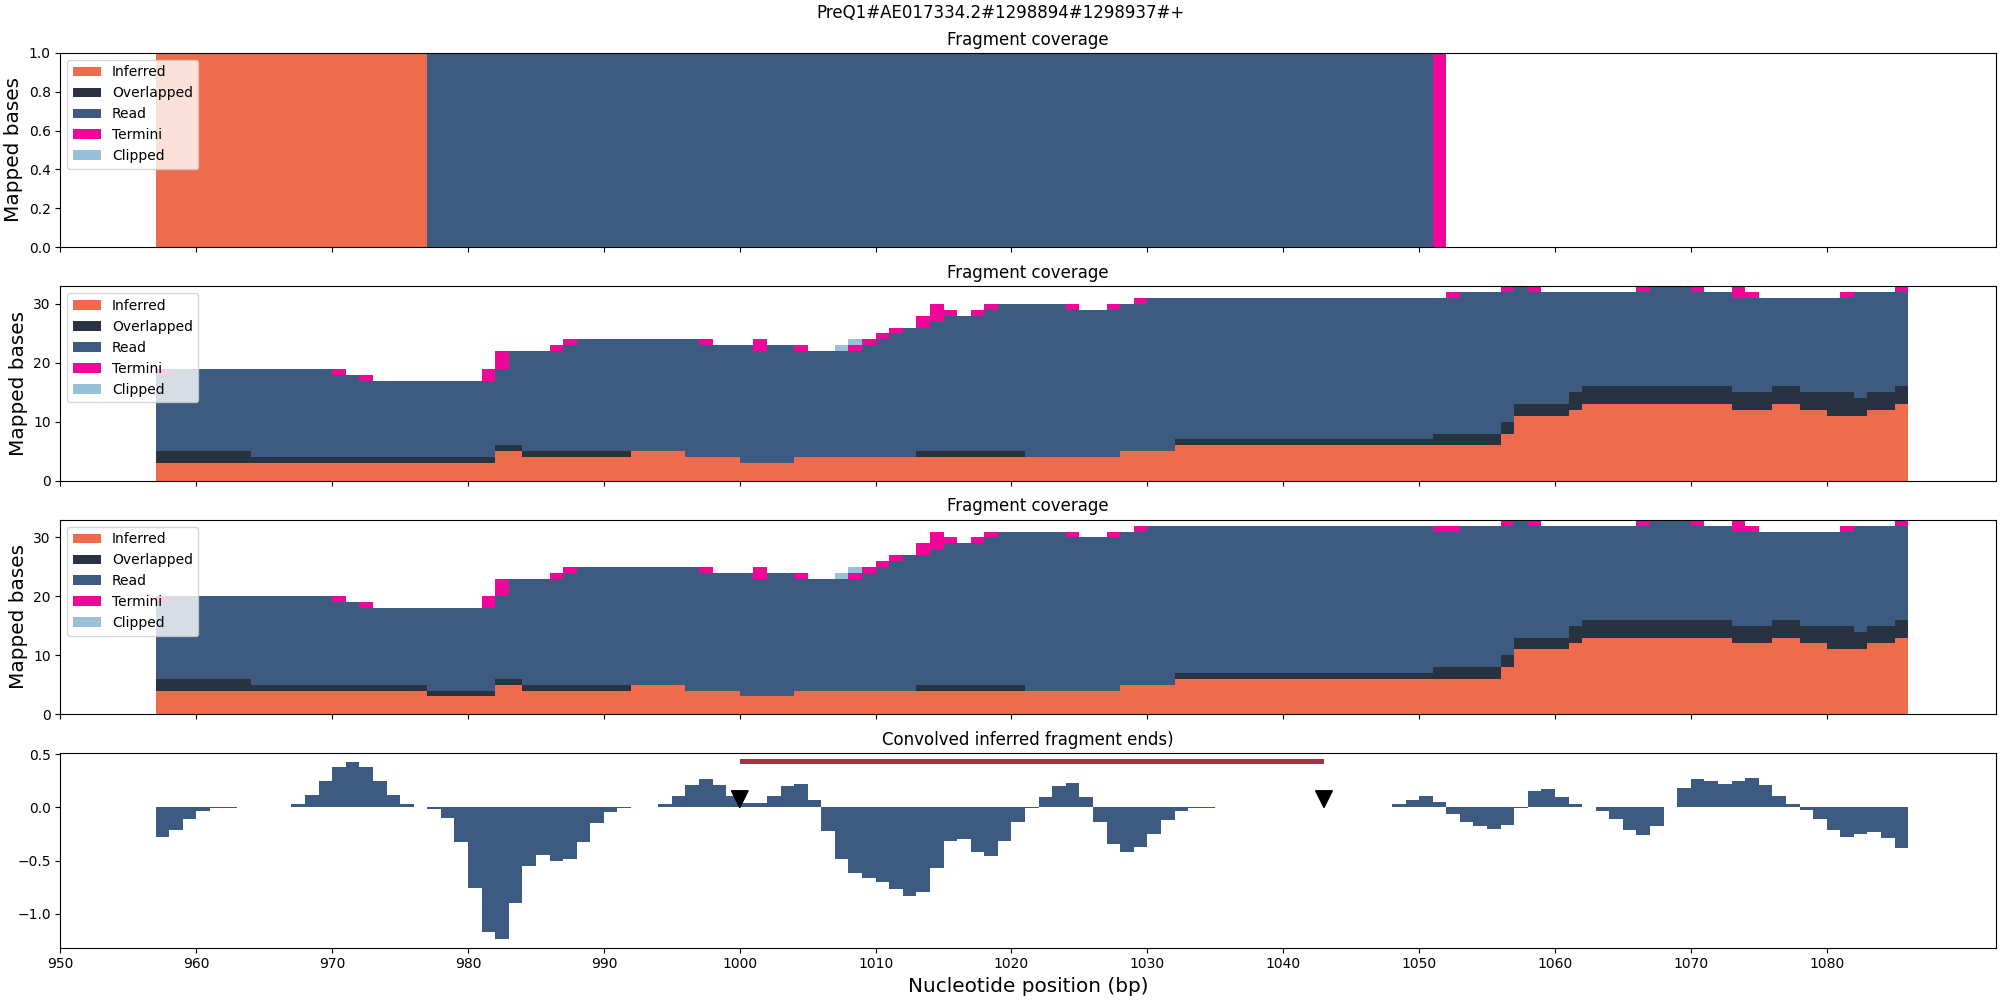 PreQ1#AE017334.2#1298894#1298937#+
Fragment coverage
Mapped bases
1.0
0.8
0.6
0.4
0.2
0.0
Inferred
Overlapped
Read
Termini
Clipped
Fragment coverage
Mapped bases
30
20
10
0
Inferred
Overlapped
Read
Termini
Clipped
Fragment coverage
Mapped bases
30
20
10
0
Inferred
Overlapped
Read
Termini
Clipped
Convolved inferred fragment ends)
0.5
0.0
−0.5
−1.0
950 960 970 980 990 1000 1010 1020 1030 1040 1050 1060 1070 1080
Nucleotide position (bp)